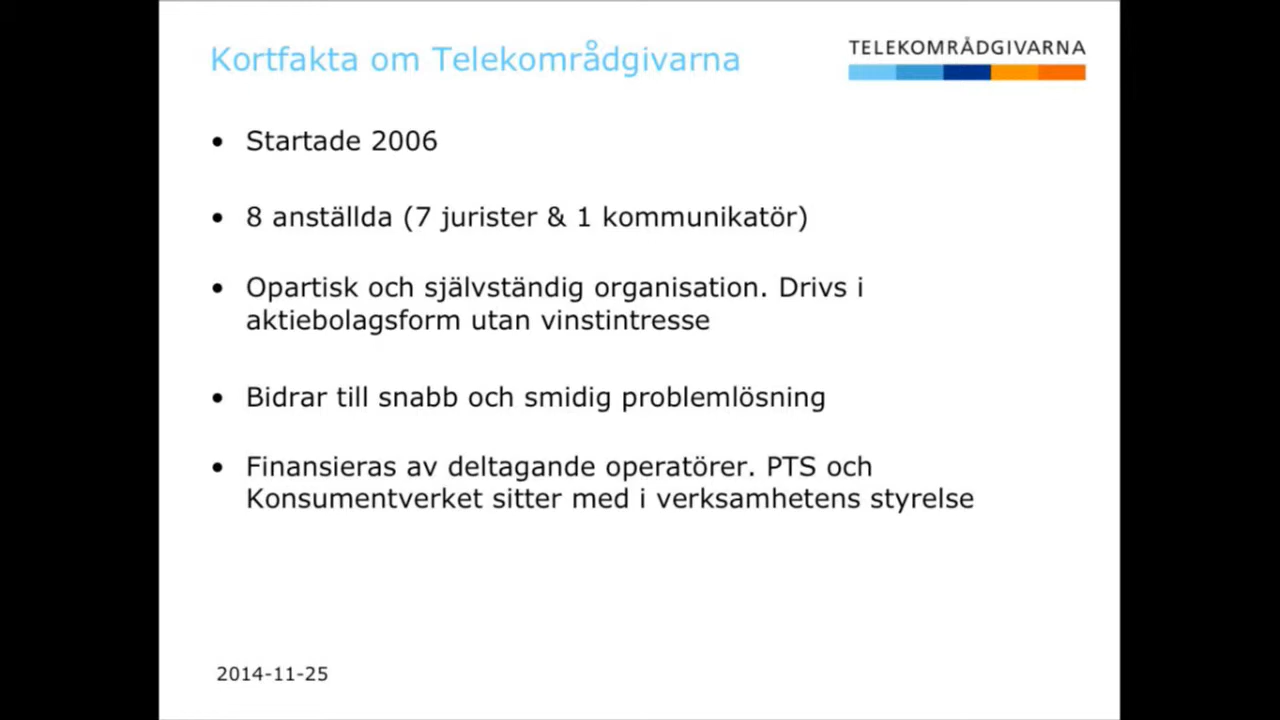 Kortfakta om Telekområdgivarna
TELEKOMRÅDGIVARNA
• Startade 2006
• 8 anställda (7 jurister & 1 kommunikatör)
• Opartisk och självständig organisation. Drivs i
aktiebolagsform utan vinstintresse
• Bidrar till snabb och smidig problemlösning
• Finansieras av deltagande operatörer. PTS och
Konsumentverket sitter med i verksamhetens styrelse
2014-11-25